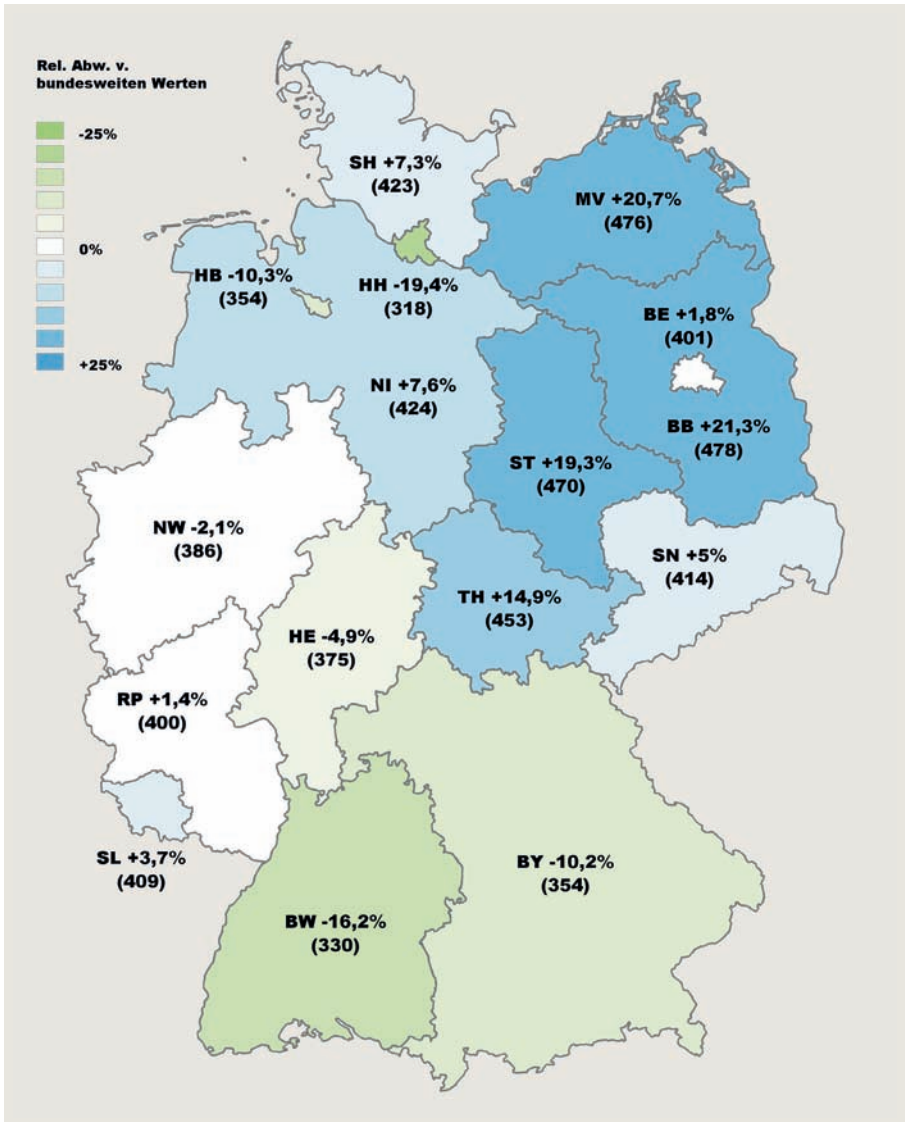 Rel. Abw. v.
bundesweiten Werten
-25%
0%
+25%
SH +7,3%
(423)
MV +20,7%
(476)
HB -10,3%
(354)
HH -19,4%
(318)
BE +1,8%
(401)
NI +7,6%
(424)
BB +21,3%
(478)
ST +19,3%
(470)
NW -2,1%
(386)
SN +5%
(414)
TH +14,9%
(453)
HE -4,9%
(375)
RP +1,4%
(400)
SL +3,7%
(409)
BY -10,2%
(354)
BW -16,2%
(330)